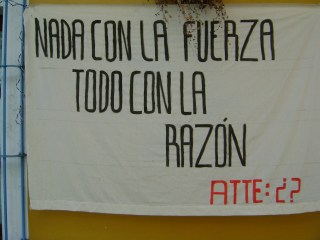 NADA CON LA FUERZA
TODO CON LA
RAZÓN
ATTE: ¿?